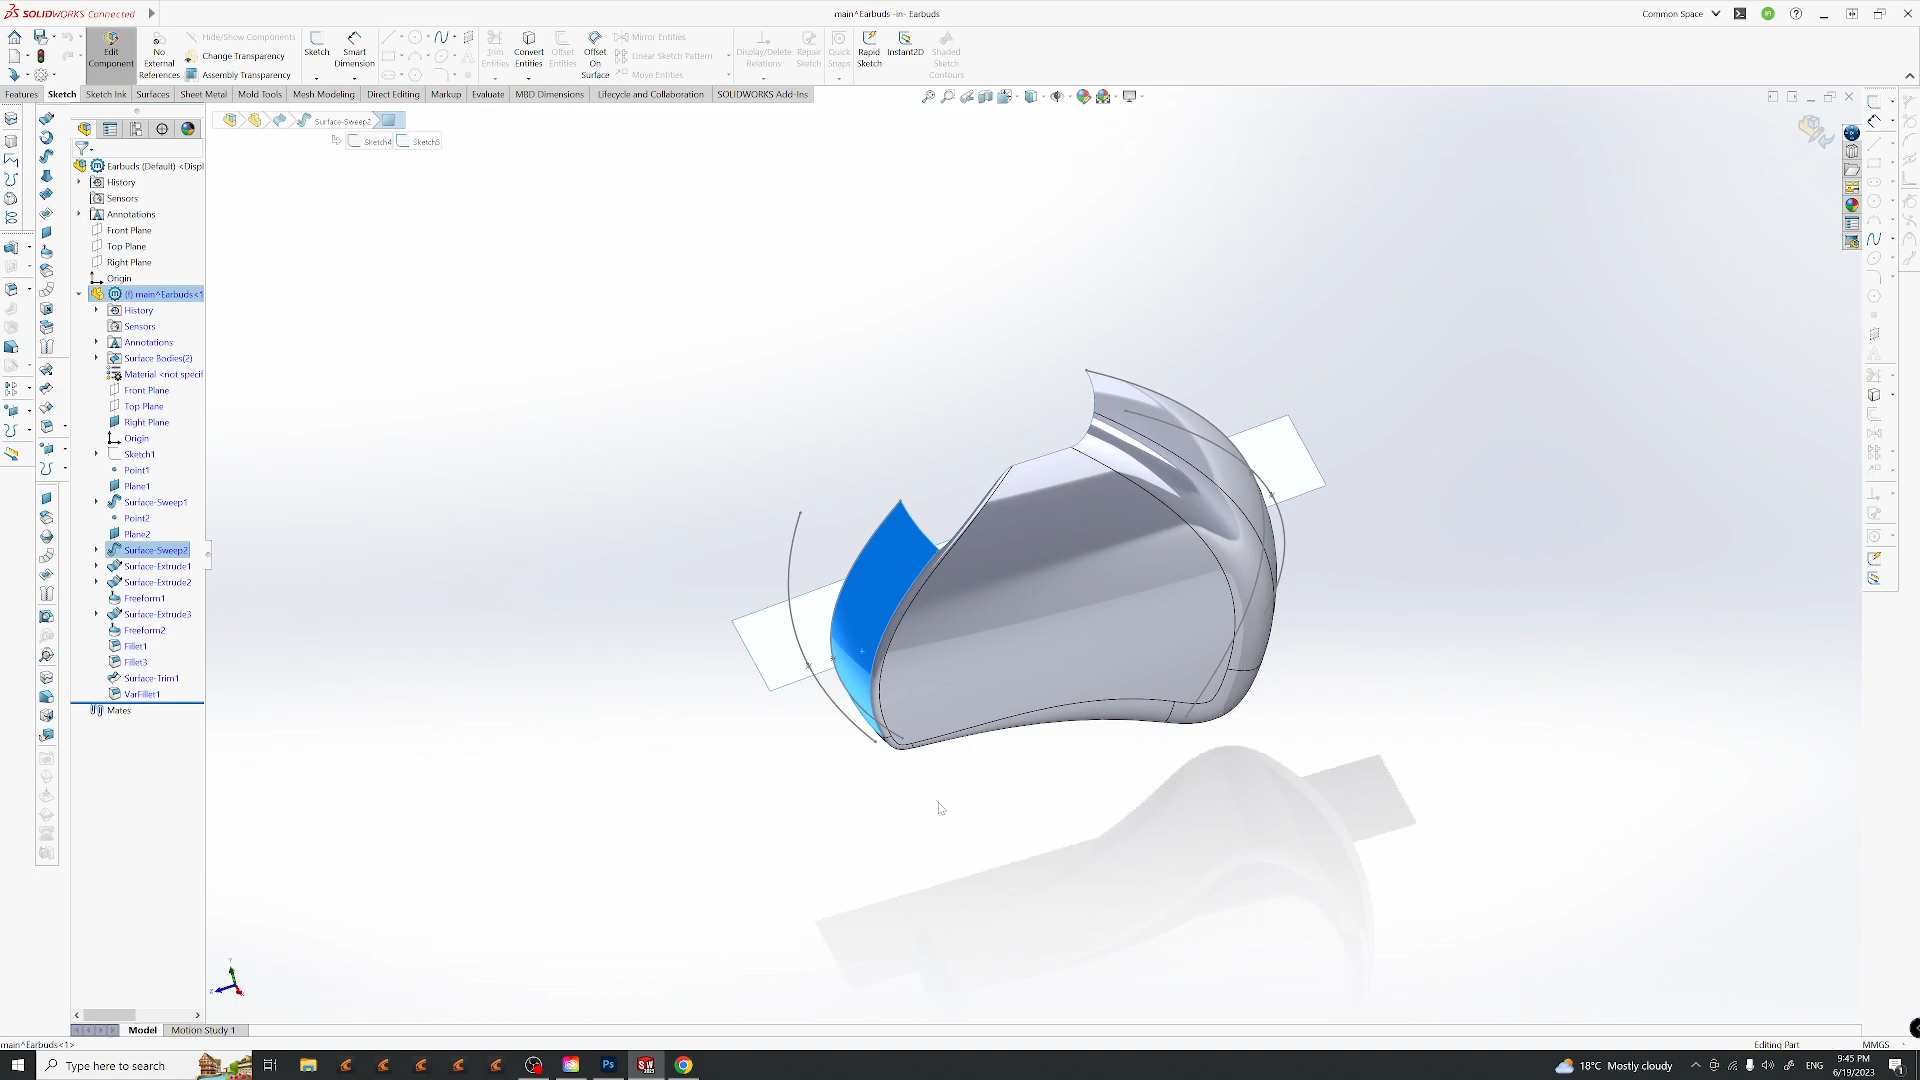 SOLIDWORKS Connected
main^Earbuds -in- Earbuds
Common Space
Edit Component
No External References
Hide/Show Components
Change Transparency
Assembly Transparency
Sketch
Smart Dimension
Trim Entities
Convert Entities
Offset Entities
Offset On Surface
Mirror Entities
Linear Sketch Pattern
Move Entities
Display/Delete Relations
Repair Sketch
Quick Snaps
Rapid Sketch
Instant2D
Shaded Sketch Contours
Features
Sketch
Sketch Ink
Surfaces
Sheet Metal
Mold Tools
Mesh Modeling
Direct Editing
Markup
Evaluate
MBD Dimensions
Lifecycle and Collaboration
SOLIDWORKS Add-Ins
Surface-Sweep2
Sketch4
Sketch5
Earbuds (Default) <Displ
History
Sensors
Annotations
Front Plane
Top Plane
Right Plane
Origin
(f) main^Earbuds<1
History
Sensors
Annotations
Surface Bodies(2)
Material <not specif
Front Plane
Top Plane
Right Plane
Origin
Sketch1
Point1
Plane1
Surface-Sweep1
Point2
Plane2
Surface-Sweep2
Surface-Extrude1
Surface-Extrude2
Freeform1
Surface-Extrude3
Freeform2
Fillet1
Fillet3
Surface-Trim1
VarFillet1
Mates
Model
Motion Study 1
main^Earbuds<1>
Editing Part
MMGS
Type here to search
18°C Mostly cloudy
ENG
9:45 PM
6/19/2023